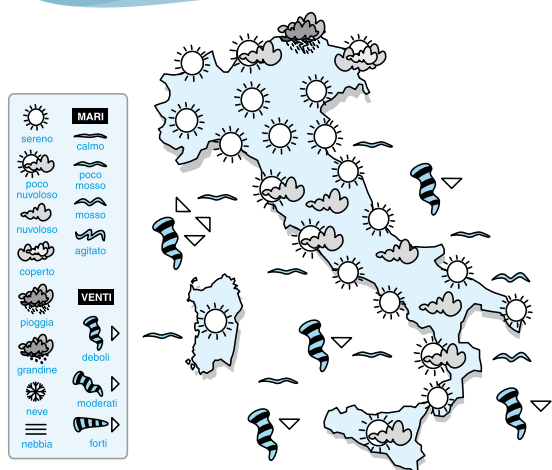 sereno
poco
nuvoloso
nuvoloso
coperto
pioggia
grandine
neve
nebbia
MARI
calmo
poco
mosso
mosso
agitato
VENTI
deboli
moderati
forti